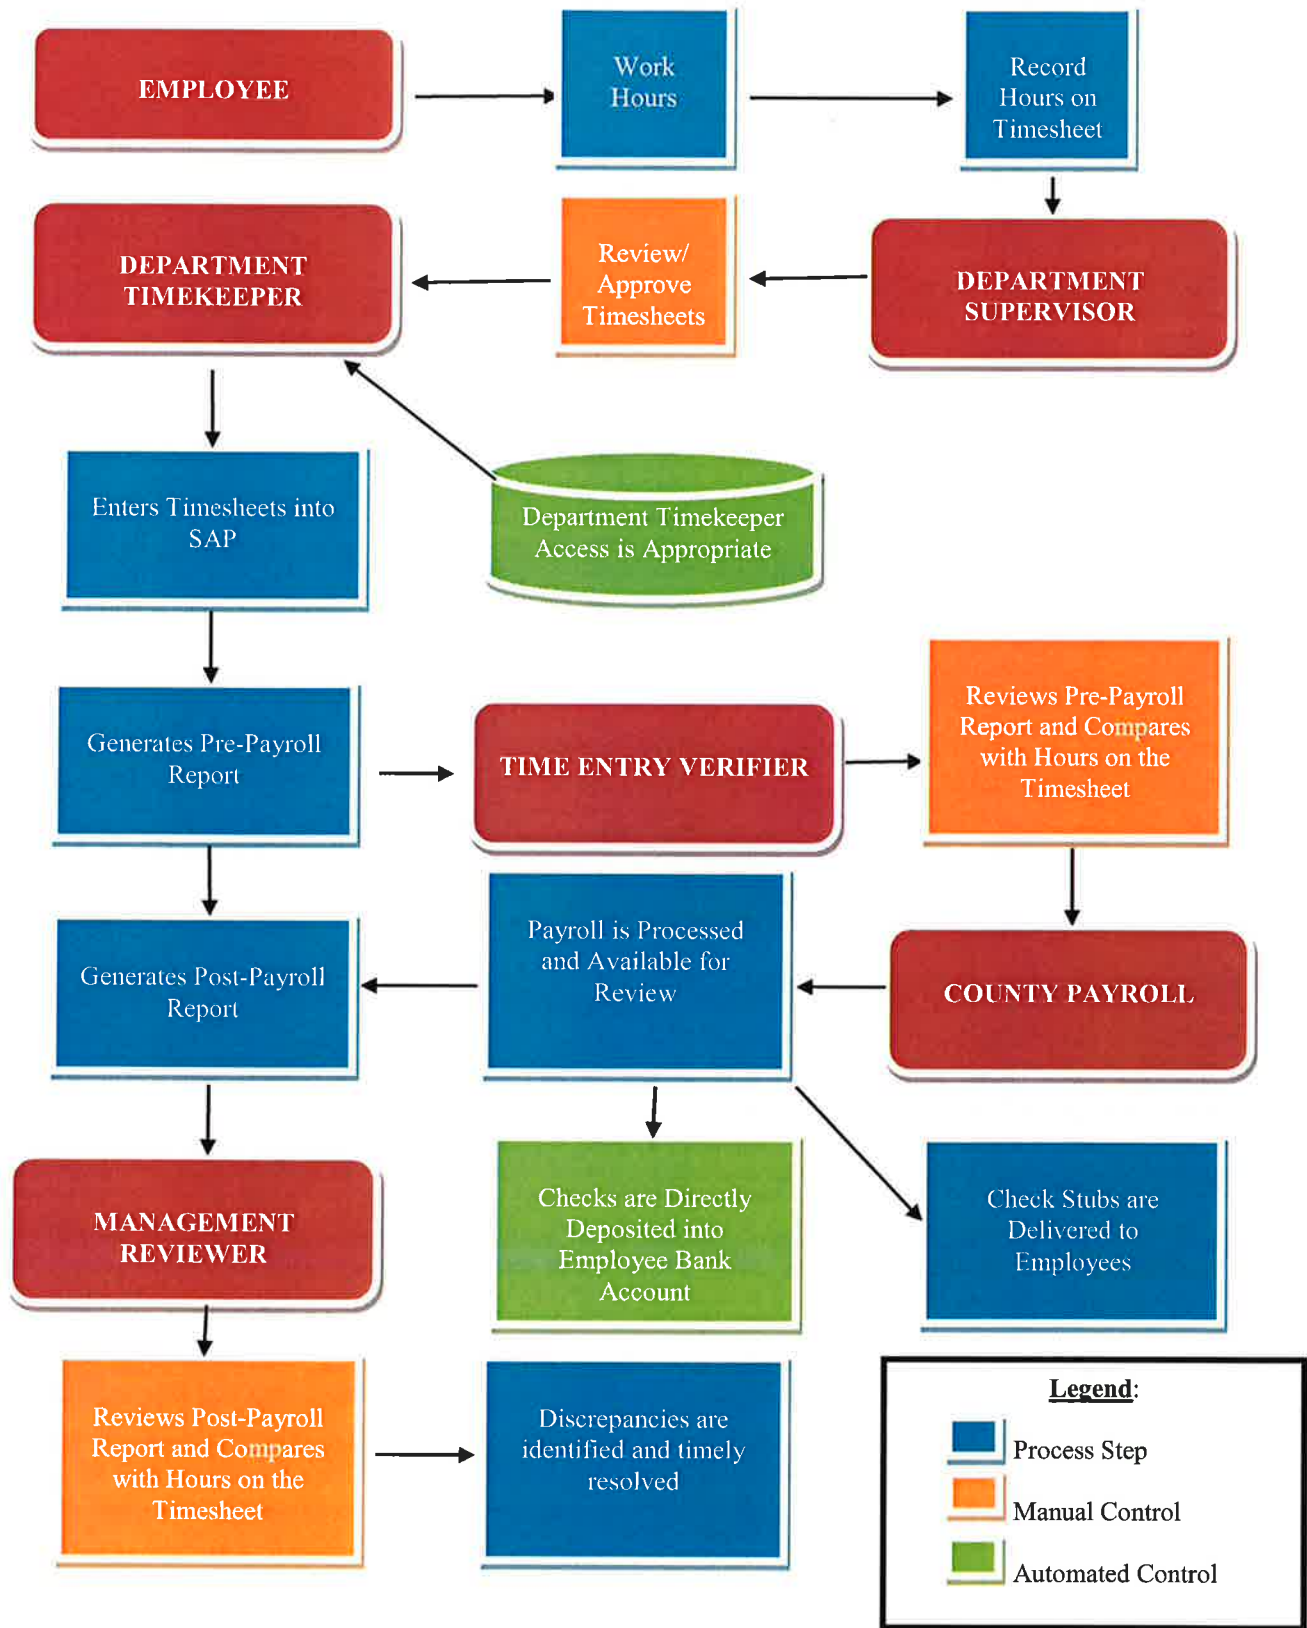 EMPLOYEE
Work
Hours
Record
Hours on
Timesheet
DEPARTMENT
TIMEKEEPER
Review/
Approve
Timesheets
DEPARTMENT
SUPERVISOR
Enters Timesheets into
SAP
Department Timekeeper
Access is Appropriate
Generates Pre-Payroll
Report
TIME ENTRY VERIFIER
Reviews Pre-Payroll
Report and Compares
with Hours on the
Timesheet
Generates Post-Payroll
Report
Payroll is Processed
and Available for
Review
COUNTY PAYROLL
MANAGEMENT
REVIEWER
Checks are Directly
Deposited into
Employee Bank
Account
Check Stubs are
Delivered to
Employees
Reviews Post-Payroll
Report and Compares
with Hours on the
Timesheet
Discrepancies are
identified and timely
resolved
Legend:
Process Step
Manual Control
Automated Control